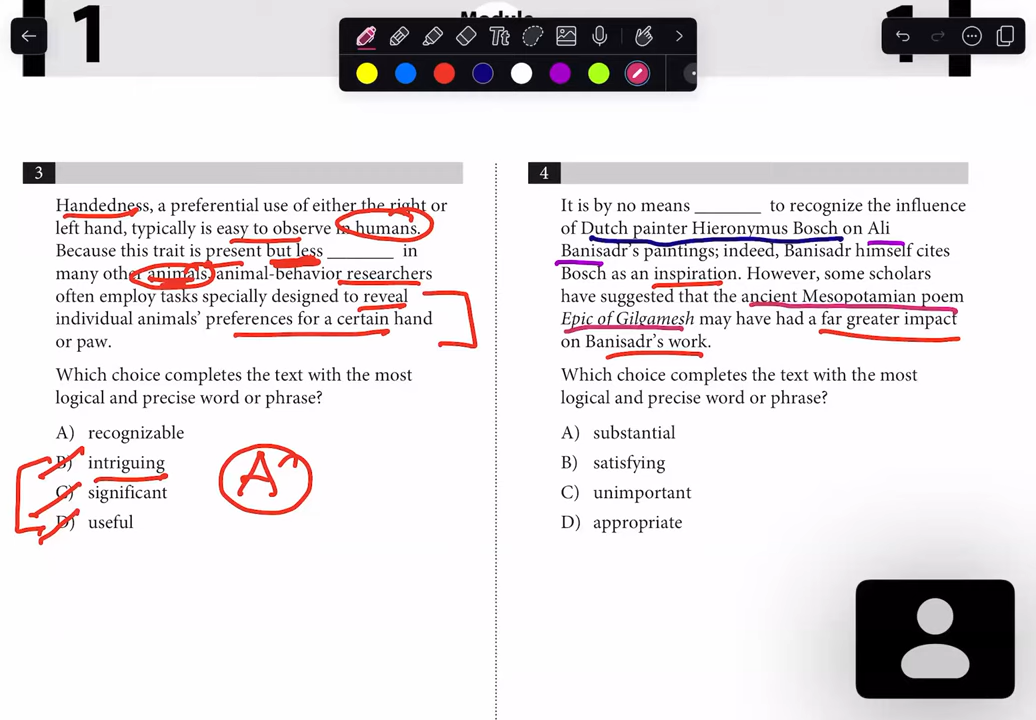 Module
1
1
Tt
3
Handedness, a preferential use of either the right or
left hand, typically is easy to observe in humans.
Because this trait is present but less ________ in
many other animals, animal-behavior researchers
often employ tasks specially designed to reveal
individual animals' preferences for a certain hand
or paw.
Which choice completes the text with the most
logical and precise word or phrase?
A) recognizable
B) intriguing
C) significant
D) useful
A
4
It is by no means ________ to recognize the influence
of Dutch painter Hieronymus Bosch on Ali
Banisadr's paintings; indeed, Banisadr himself cites
Bosch as an inspiration. However, some scholars
have suggested that the ancient Mesopotamian poem
Epic of Gilgamesh may have had a far greater impact
on Banisadr's work.
Which choice completes the text with the most
logical and precise word or phrase?
A) substantial
B) satisfying
C) unimportant
D) appropriate